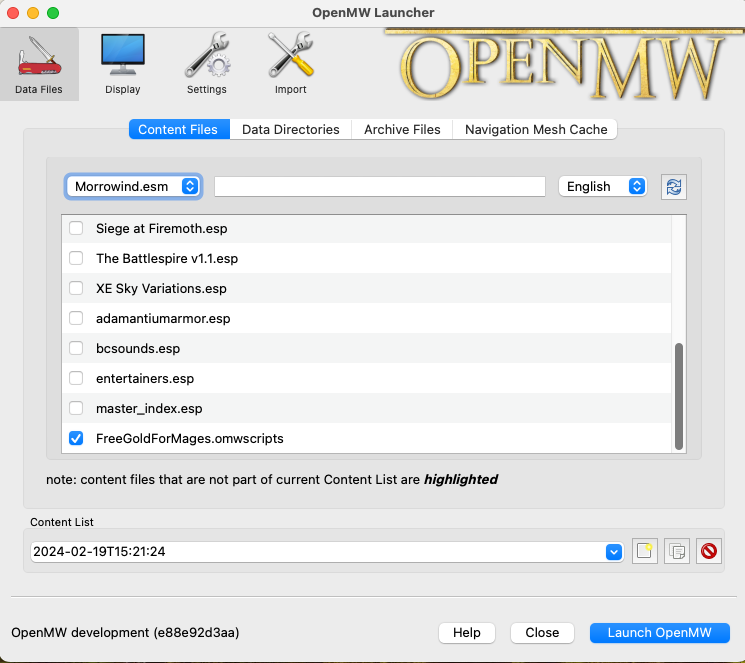 OpenMW Launcher
Data Files
Display
Settings
Import
OPENMW
Content Files
Data Directories
Archive Files
Navigation Mesh Cache
Morrowind.esm
English
Siege at Firemoth.esp
The Battlespire v1.1.esp
XE Sky Variations.esp
adamantiumarmor.esp
bcsounds.esp
entertainers.esp
master_index.esp
FreeGoldForMages.omwscripts
note: content files that are not part of current Content List are highlighted
Content List
2024-02-19T15:21:24
OpenMW development (e88e92d3aa)
Help
Close
Launch OpenMW